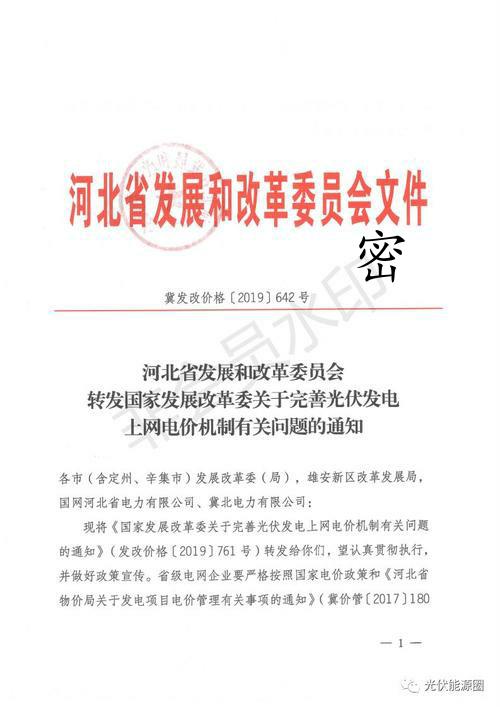 河北省发展和改革委员会文件
密
冀发改价格〔2019〕642号
河北省发展和改革委员会
转发国家发展改革委关于完善光伏发电
上网电价机制有关问题的通知
各市（含定州、辛集市）发展改革委（局），雄安新区改革发展局，
国网河北省电力有限公司、冀北电力有限公司：
现将《国家发展改革委关于完善光伏发电上网电价机制有关问题
的通知》（发改价格〔2019〕761号）转发给你们，望认真贯彻执行，
并做好政策宣传。省级电网企业要严格按照国家电价政策和《河北省
物价局关于发电项目电价管理有关事项的通知》（冀价管〔2017〕180
— 1 —
非会员水印
光伏能源圈